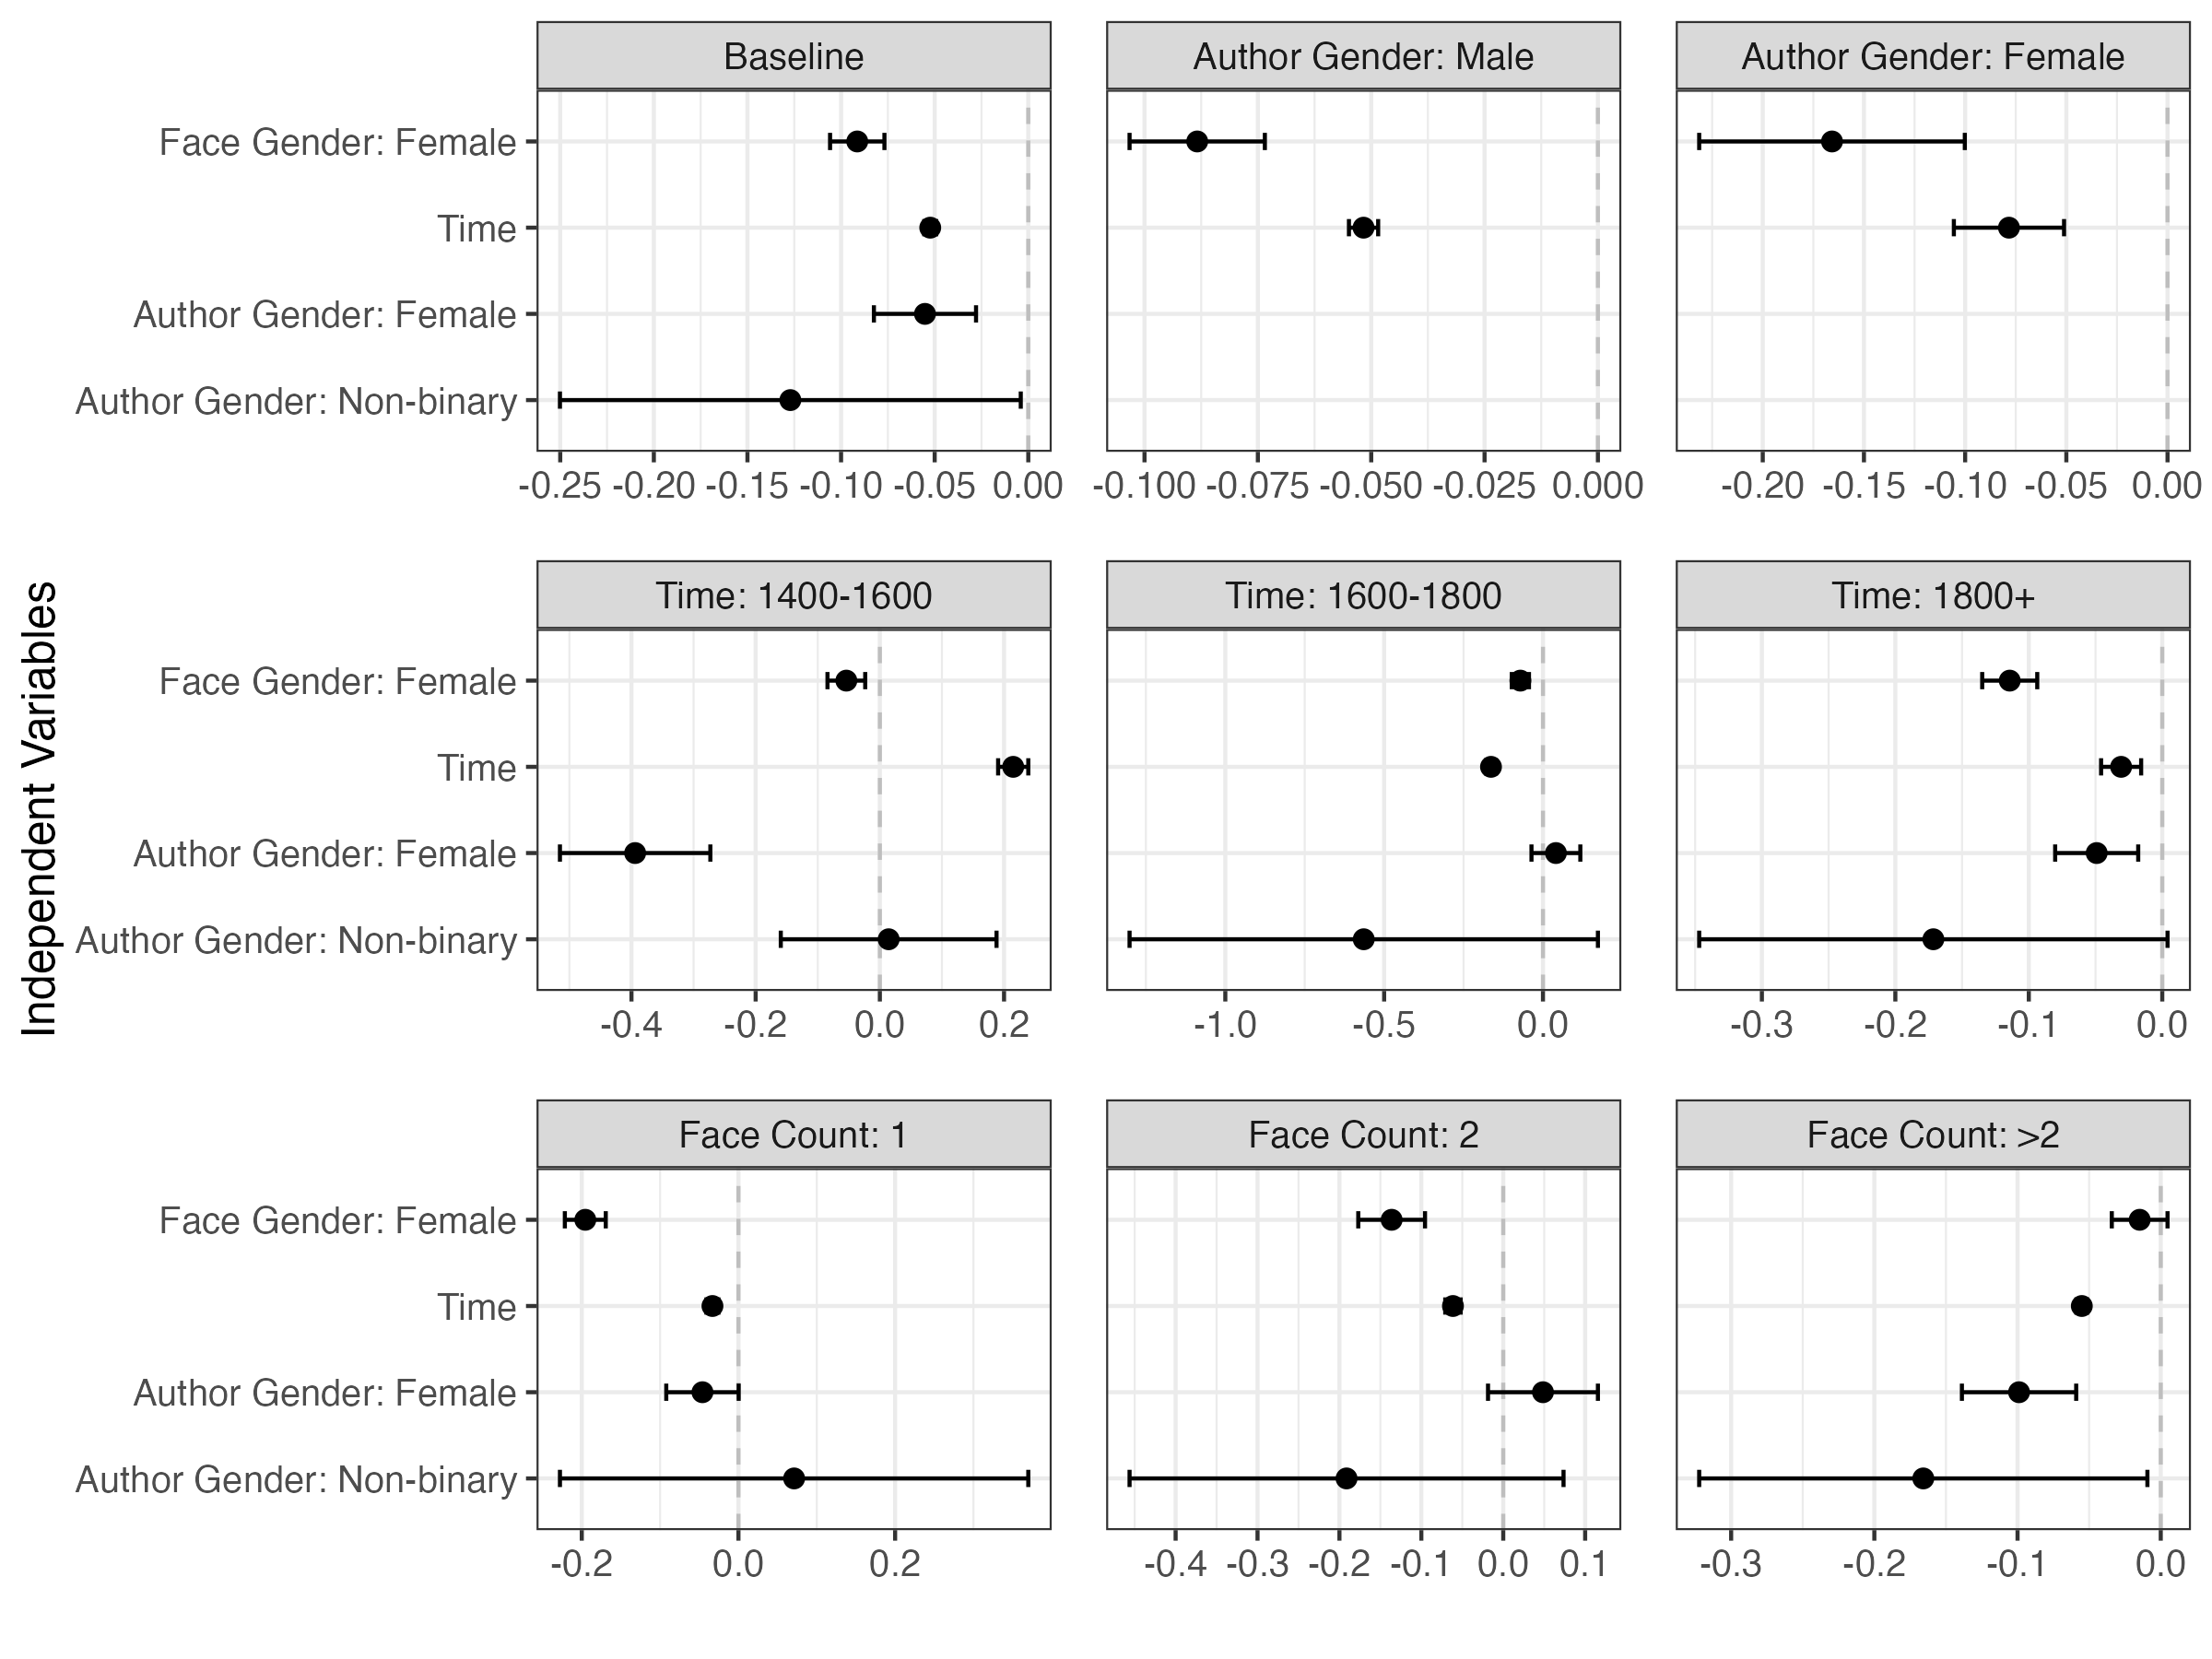 Baseline
Author Gender: Male
Author Gender: Female
Face Gender: Female
Time
Author Gender: Female
Author Gender: Non-binary
-0.25 -0.20 -0.15 -0.10 -0.05 0.00
-0.100 -0.075 -0.050 -0.025 0.000
-0.20 -0.15 -0.10 -0.05 0.00
Independent Variables
Time: 1400-1600
Time: 1600-1800
Time: 1800+
Face Gender: Female
Time
Author Gender: Female
Author Gender: Non-binary
-0.4 -0.2 0.0 0.2
-1.0 -0.5 0.0
-0.3 -0.2 -0.1 0.0
Face Count: 1
Face Count: 2
Face Count: >2
Face Gender: Female
Time
Author Gender: Female
Author Gender: Non-binary
-0.2 0.0 0.2
-0.4 -0.3 -0.2 -0.1 0.0 0.1
-0.3 -0.2 -0.1 0.0